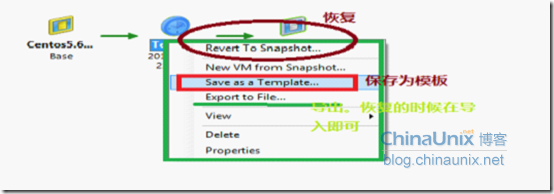 恢复
Centos5.6...
Base
Te
20
Revert To Snapshot...
New VM from Snapshot...
Save as a Template...
保存为模板
Export to File...
导出。恢复的时候在导
入即可
View
Delete
Properties
ChinaUnix 博客
blog.chinaunix.net